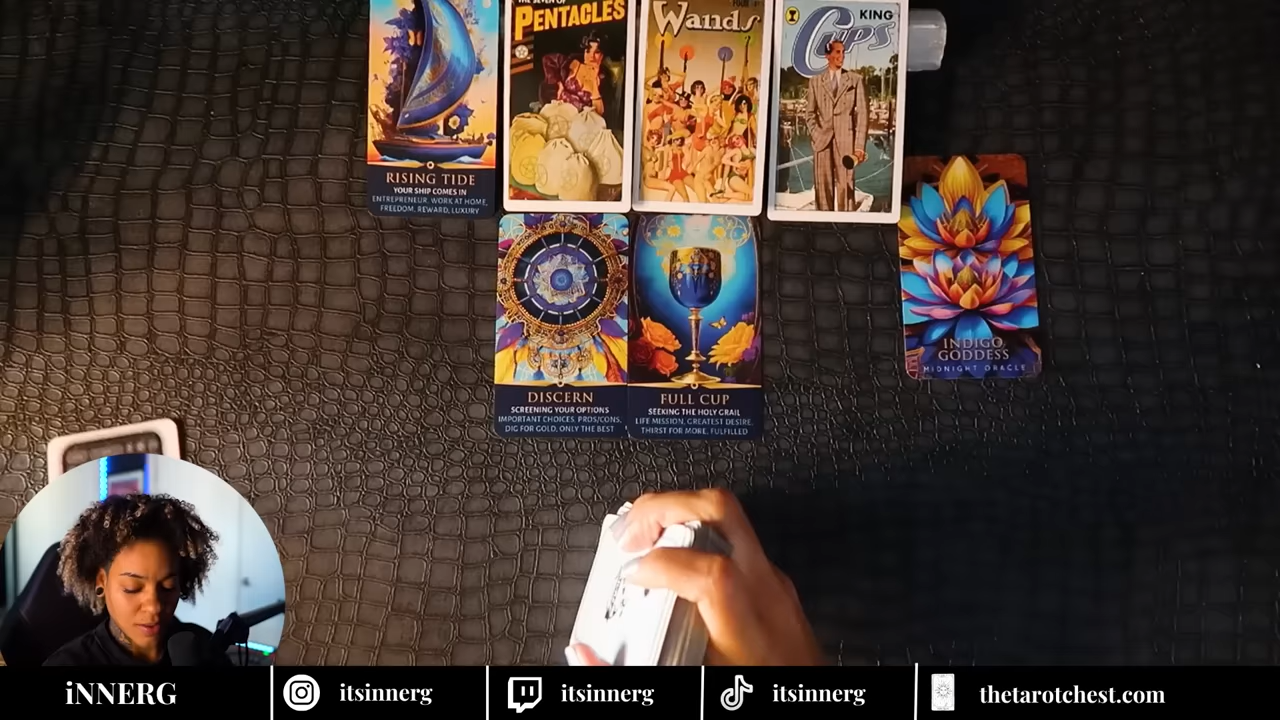 THE SEVEN OF
PENTACLES
FOUR OF
Wands
KING
Cups
RISING TIDE
YOUR SHIP COMES IN
ENTREPRENEUR, WORK AT HOME,
FREEDOM, REWARD, LUXURY
DISCERN
SCREENING YOUR OPTIONS
IMPORTANT CHOICES, PROS/CONS,
DIG FOR GOLD, ONLY THE BEST
FULL CUP
SEEKING THE HOLY GRAIL
LIFE MISSION, GREATEST DESIRE,
THIRST FOR MORE, FULFILLED
INDIGO
GODDESS
MIDNIGHT ORACLE
iNNERG
itsinnerg
itsinnerg
itsinnerg
thetarotchest.com